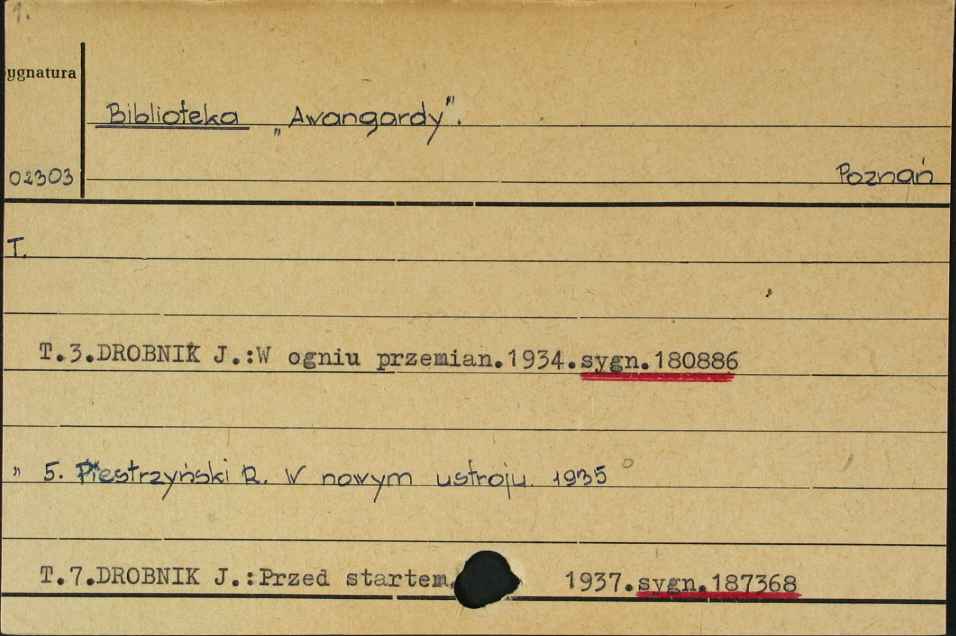 1.
ygnatura
Biblioteka „Awangardy".
02303
Poznań
T.
T.3.DROBNIK J.:W ogniu przemian.1934.sygn.180886
" 5. Piestrzyński R. W nowym ustroju. 1935
T.7.DROBNIK J.:Przed startem. 1937.sygn.187368